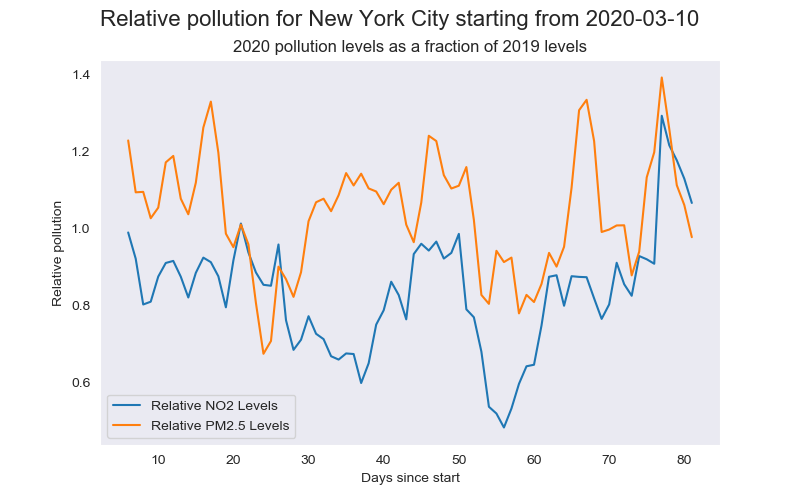 Relative pollution for New York City starting from 2020-03-10
2020 pollution levels as a fraction of 2019 levels
1.4
1.2
1.0
0.8
0.6
Relative pollution
Relative NO2 Levels
Relative PM2.5 Levels
10 20 30 40 50 60 70 80
Days since start